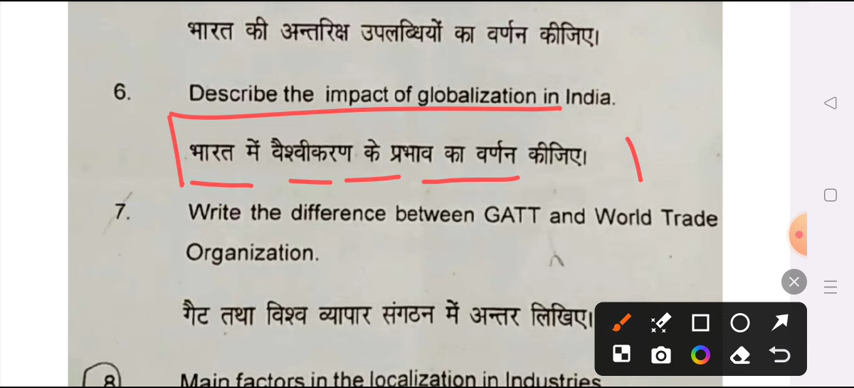 भारत की अन्तरिक्ष उपलब्धियों का वर्णन कीजिए।
6. Describe the impact of globalization in India.
भारत में वैश्वीकरण के प्रभाव का वर्णन कीजिए।
7. Write the difference between GATT and World Trade
Organization.
गैट तथा विश्व व्यापार संगठन में अन्तर लिखिए।
8 Main factors in the localization in Industries